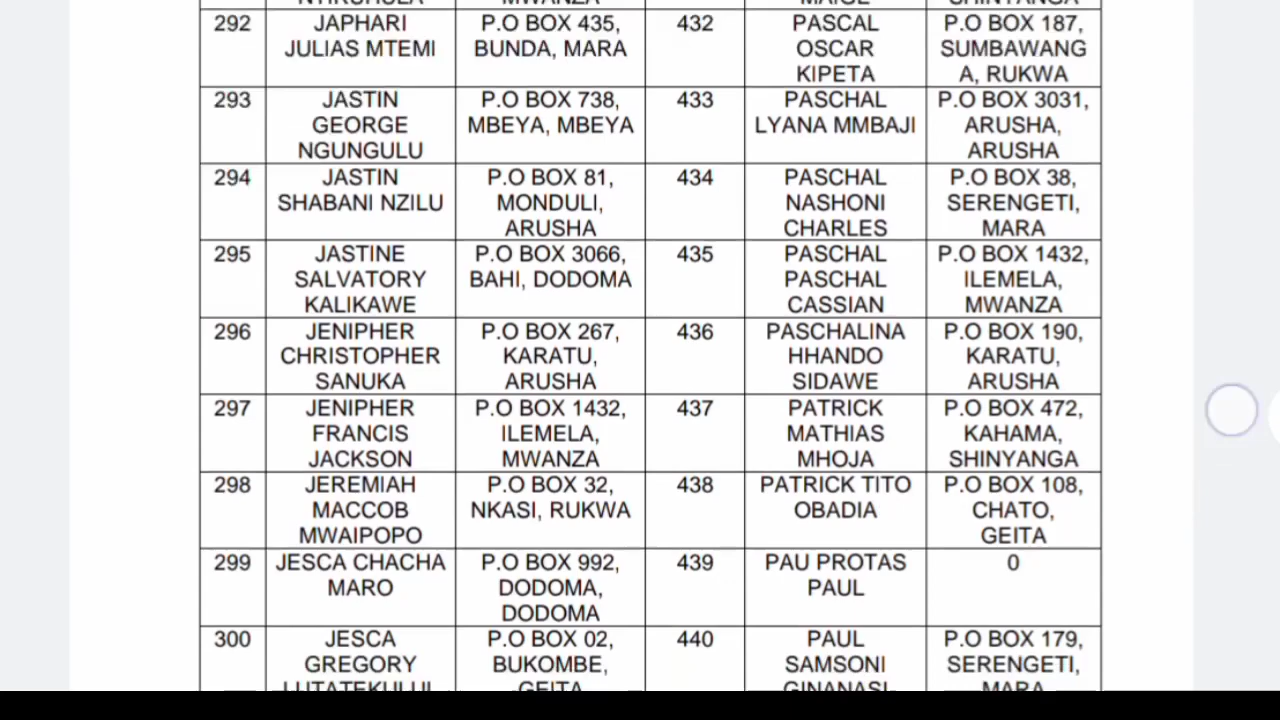 292 JAPHARI P.O BOX 435, 432 PASCAL P.O BOX 187,
JULIAS MTEMI BUNDA, MARA OSCAR SUMBAWANG
KIPETA A, RUKWA
293 JASTIN P.O BOX 738, 433 PASCHAL P.O BOX 3031,
GEORGE MBEYA, MBEYA LYANA MMBAJI ARUSHA,
NGUNGULU ARUSHA
294 JASTIN P.O BOX 81, 434 PASCHAL P.O BOX 38,
SHABANI NZILU MONDULI, NASHONI SERENGETI,
ARUSHA CHARLES MARA
295 JASTINE P.O BOX 3066, 435 PASCHAL P.O BOX 1432,
SALVATORY BAHI, DODOMA PASCHAL ILEMELA,
KALIKAWE CASSIAN MWANZA
296 JENIPHER P.O BOX 267, 436 PASCHALINA P.O BOX 190,
CHRISTOPHER KARATU, HHANDO KARATU,
SANUKA ARUSHA SIDAWE ARUSHA
297 JENIPHER P.O BOX 1432, 437 PATRICK P.O BOX 472,
FRANCIS ILEMELA, MATHIAS KAHAMA,
JACKSON MWANZA MHOJA SHINYANGA
298 JEREMIAH P.O BOX 32, 438 PATRICK TITO P.O BOX 108,
MACCOB NKASI, RUKWA OBADIA CHATO,
MWAIPOPO GEITA
299 JESCA CHACHA P.O BOX 992, 439 PAU PROTAS 0
MARO DODOMA, PAUL
DODOMA
300 JESCA P.O BOX 02, 440 PAUL P.O BOX 179,
GREGORY BUKOMBE, SAMSONI SERENGETI,
GEITA MARA